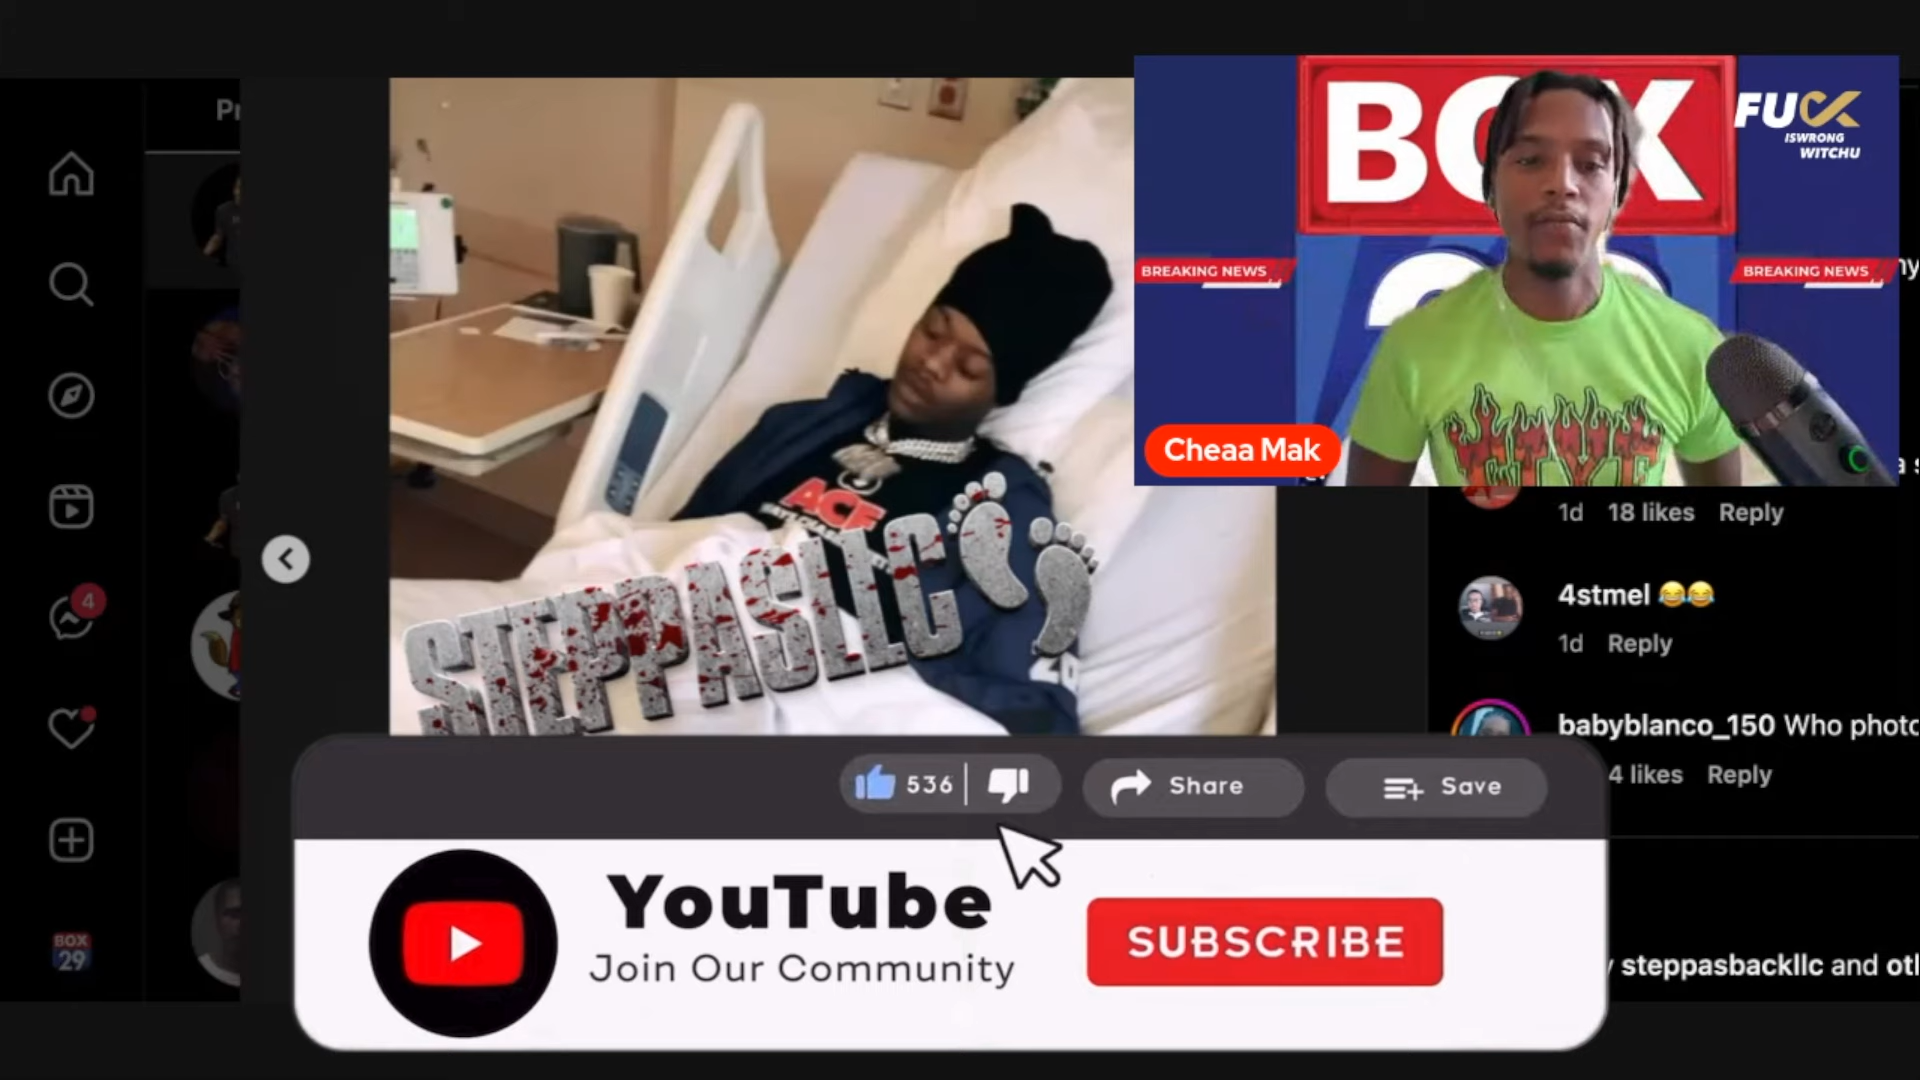 Pr
BOX
FUCK
ISWRONG
WITCHU
BREAKING NEWS
BREAKING NEWS
Cheaa Mak
ACE
STEPPASLLC
1d 18 likes Reply
4stmel 😂😂
1d Reply
babyblanco_150 Who photo
4 likes Reply
4
536
Share
Save
YouTube
Join Our Community
SUBSCRIBE
BOX
29
steppasbackllc and otl